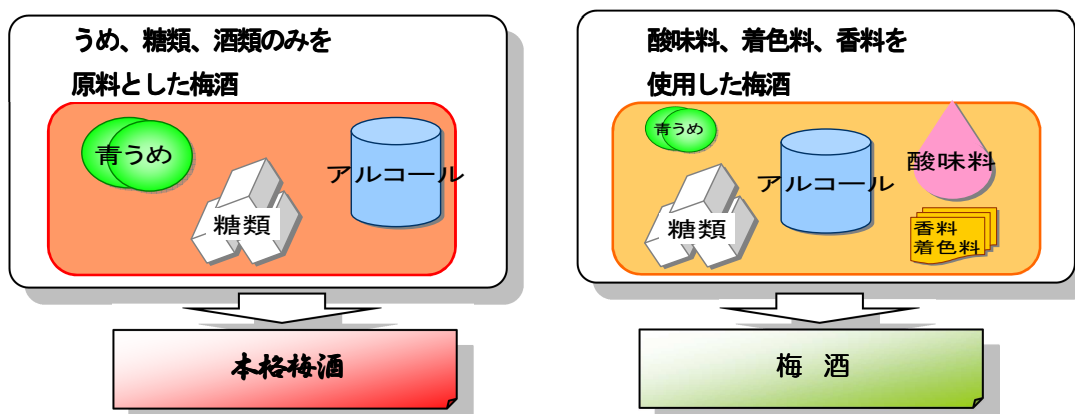 うめ、糖類、酒類のみを
原料とした梅酒
青うめ
糖類
アルコール
本格梅酒
酸味料、着色料、香料を
使用した梅酒
青うめ
糖類
アルコール
酸味料
香料
着色料
梅 酒